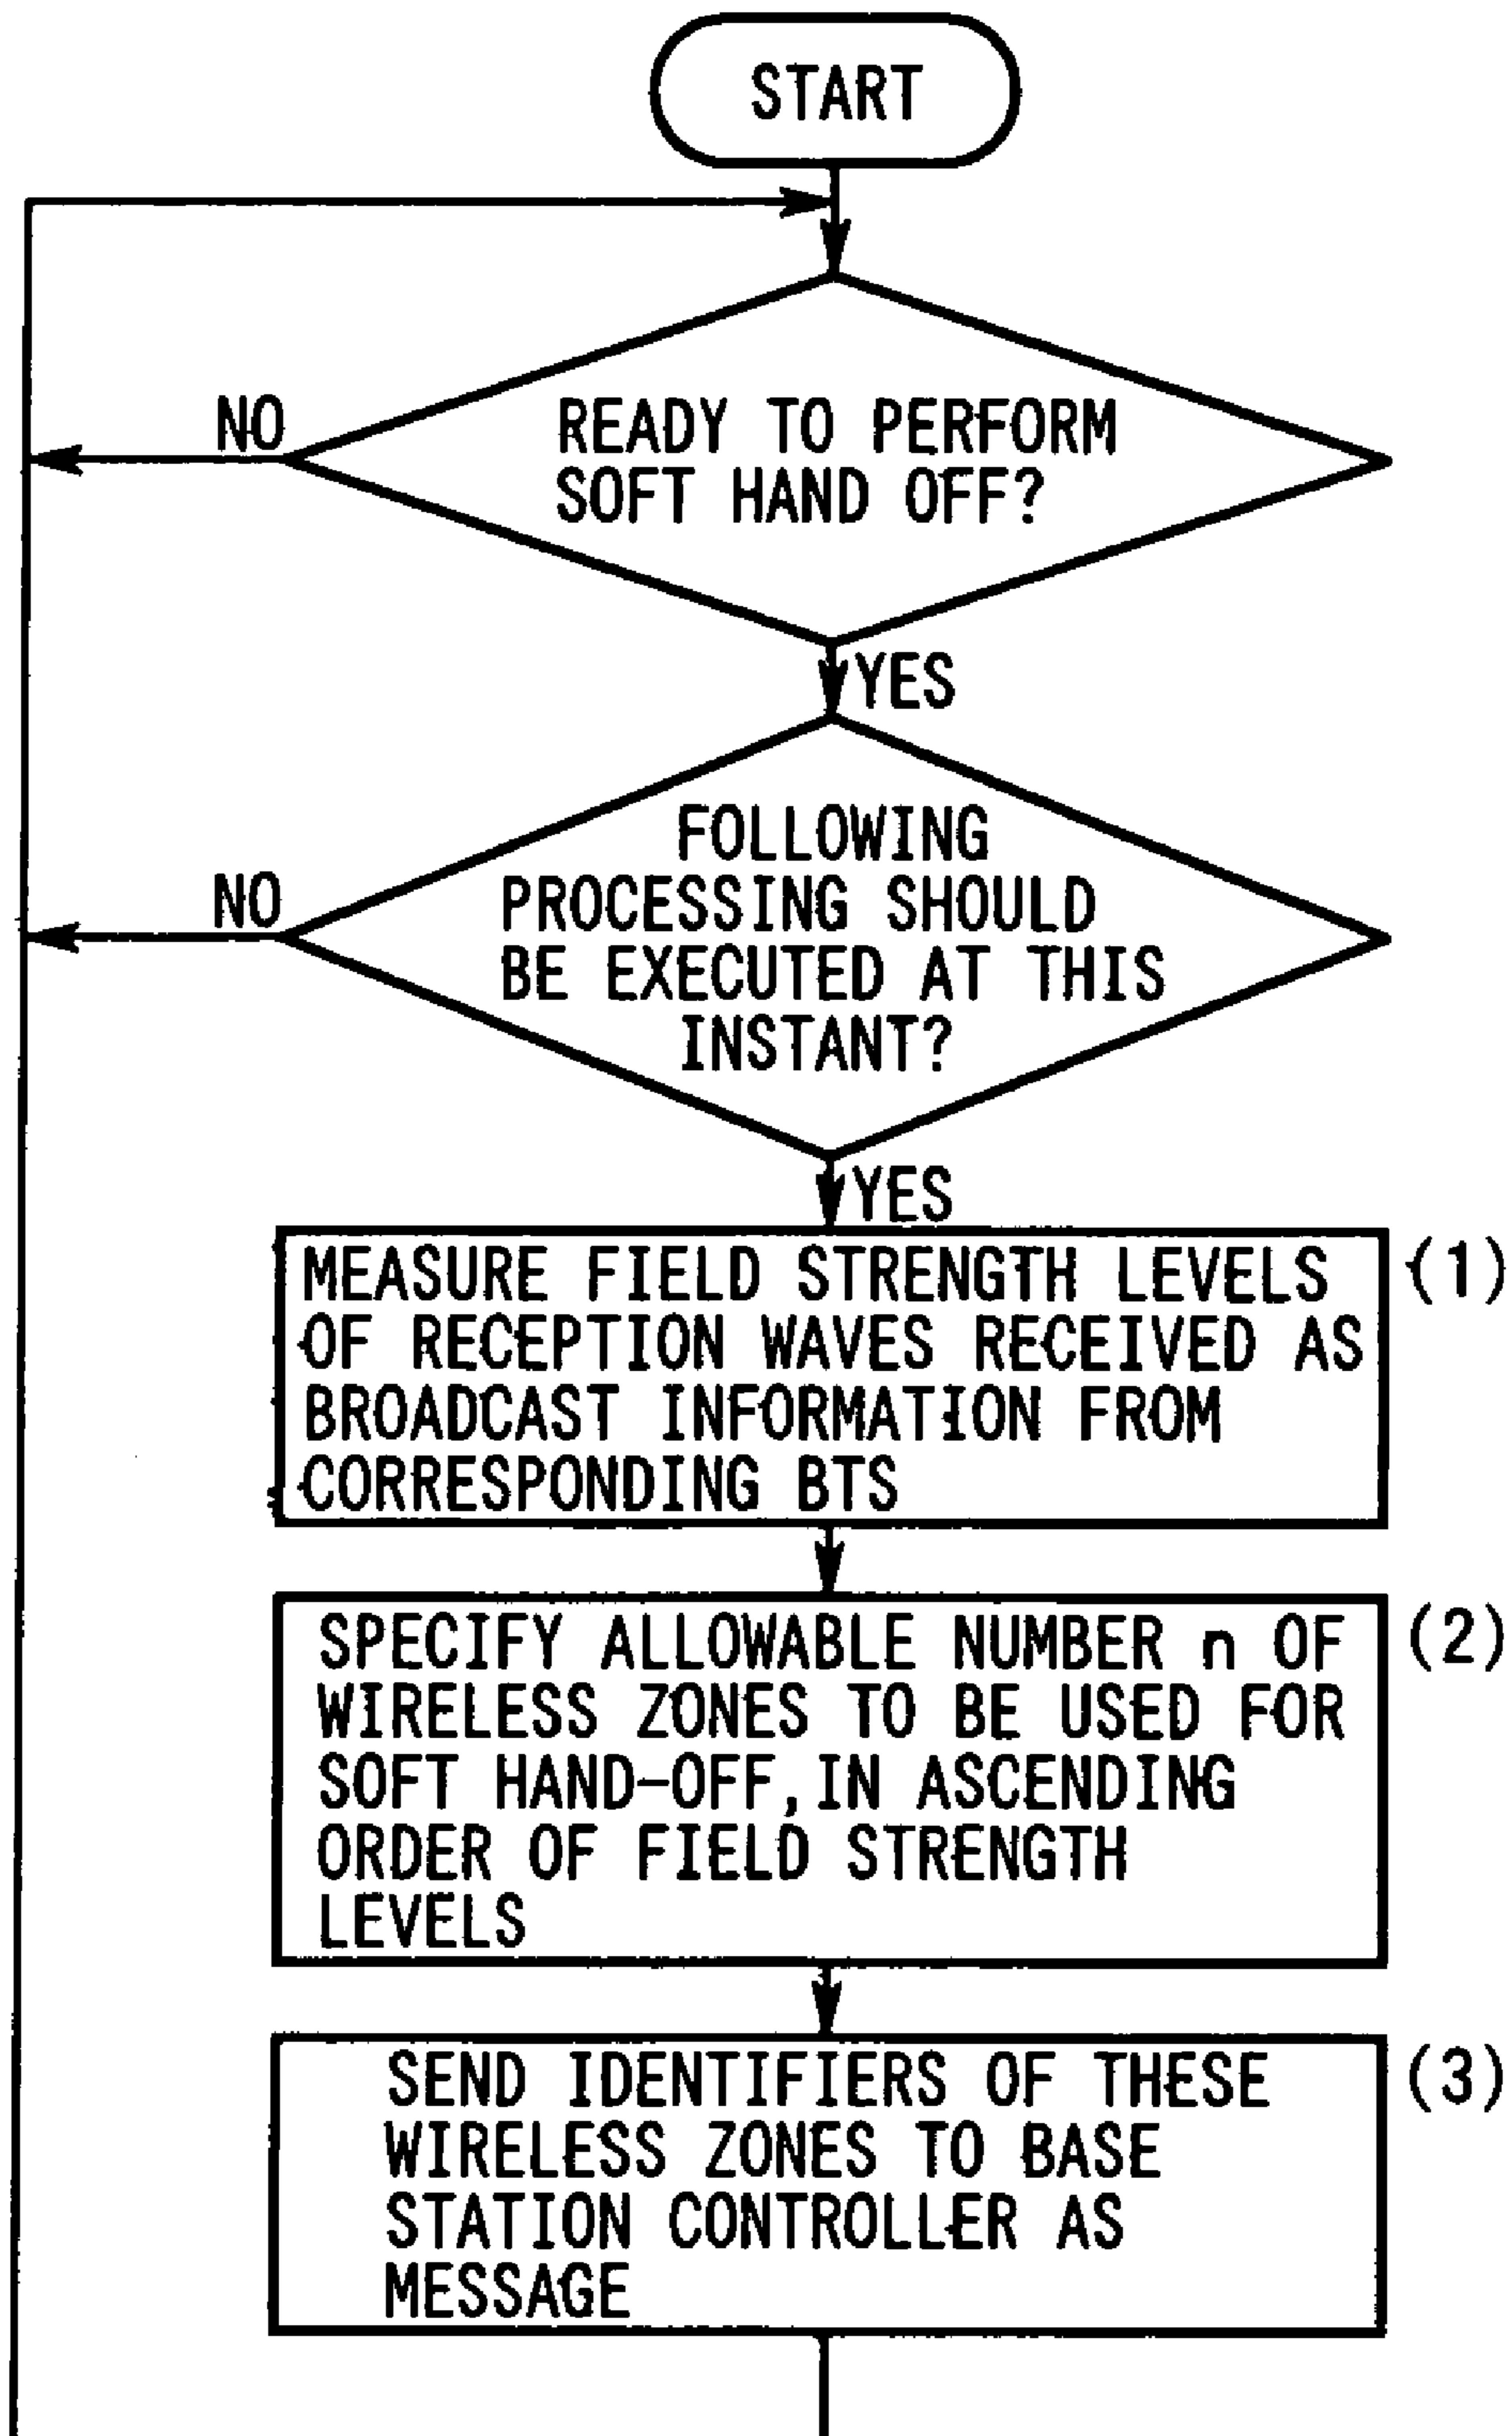 START
NO
READY TO PERFORM
SOFT HAND OFF?
YES
NO
FOLLOWING
PROCESSING SHOULD
BE EXECUTED AT THIS
INSTANT?
YES
MEASURE FIELD STRENGTH LEVELS
OF RECEPTION WAVES RECEIVED AS
BROADCAST INFORMATION FROM
CORRESPONDING BTS
(1)
SPECIFY ALLOWABLE NUMBER n OF
WIRELESS ZONES TO BE USED FOR
SOFT HAND-OFF, IN ASCENDING
ORDER OF FIELD STRENGTH
LEVELS
(2)
SEND IDENTIFIERS OF THESE
WIRELESS ZONES TO BASE
STATION CONTROLLER AS
MESSAGE
(3)